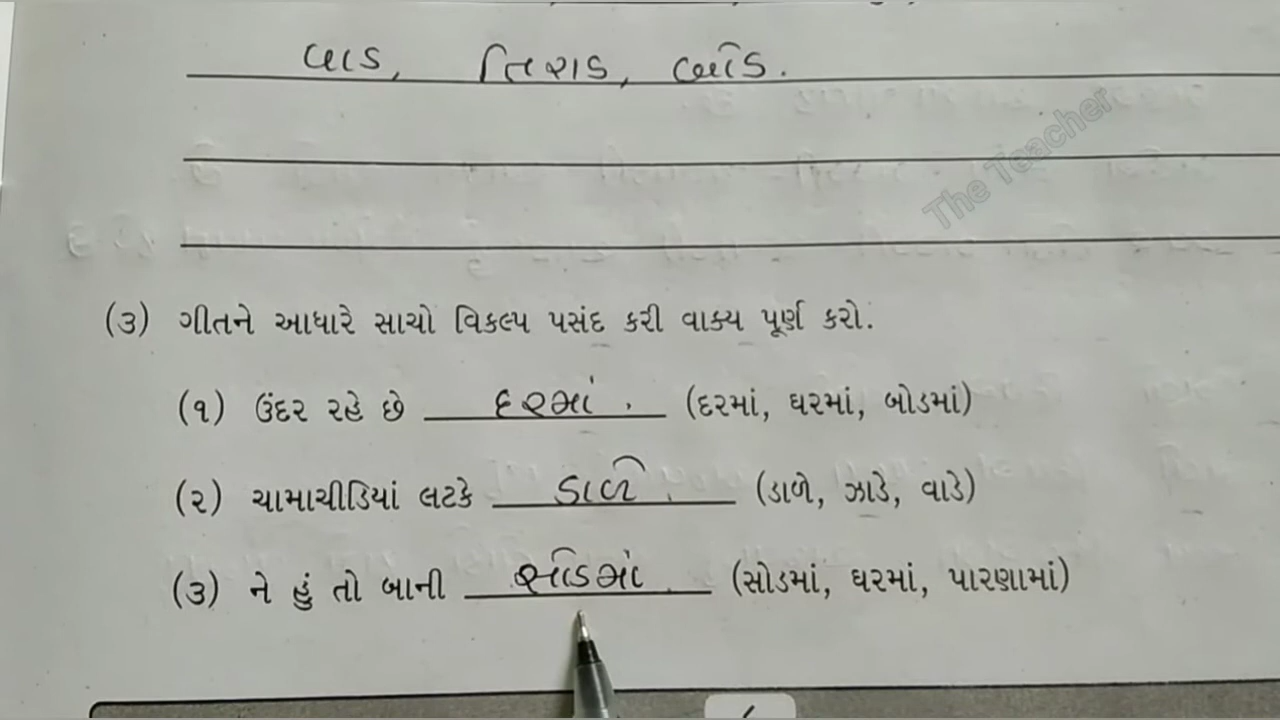 વાડ, તિરાડ, બોડ.
The Teacher
(૩) ગીતને આધારે સાચો વિકલ્પ પસંદ કરી વાક્ય પૂર્ણ કરો.
(૧) ઉંદર રહે છે દરમાં. (દરમાં, ઘરમાં, બોડમાં)
(૨) ચામાચીડિયાં લટકે ડાળે. (ડાળે, ઝાડે, વાડે)
(૩) ને હું તો બાની સોડમાં. (સોડમાં, ઘરમાં, પારણામાં)